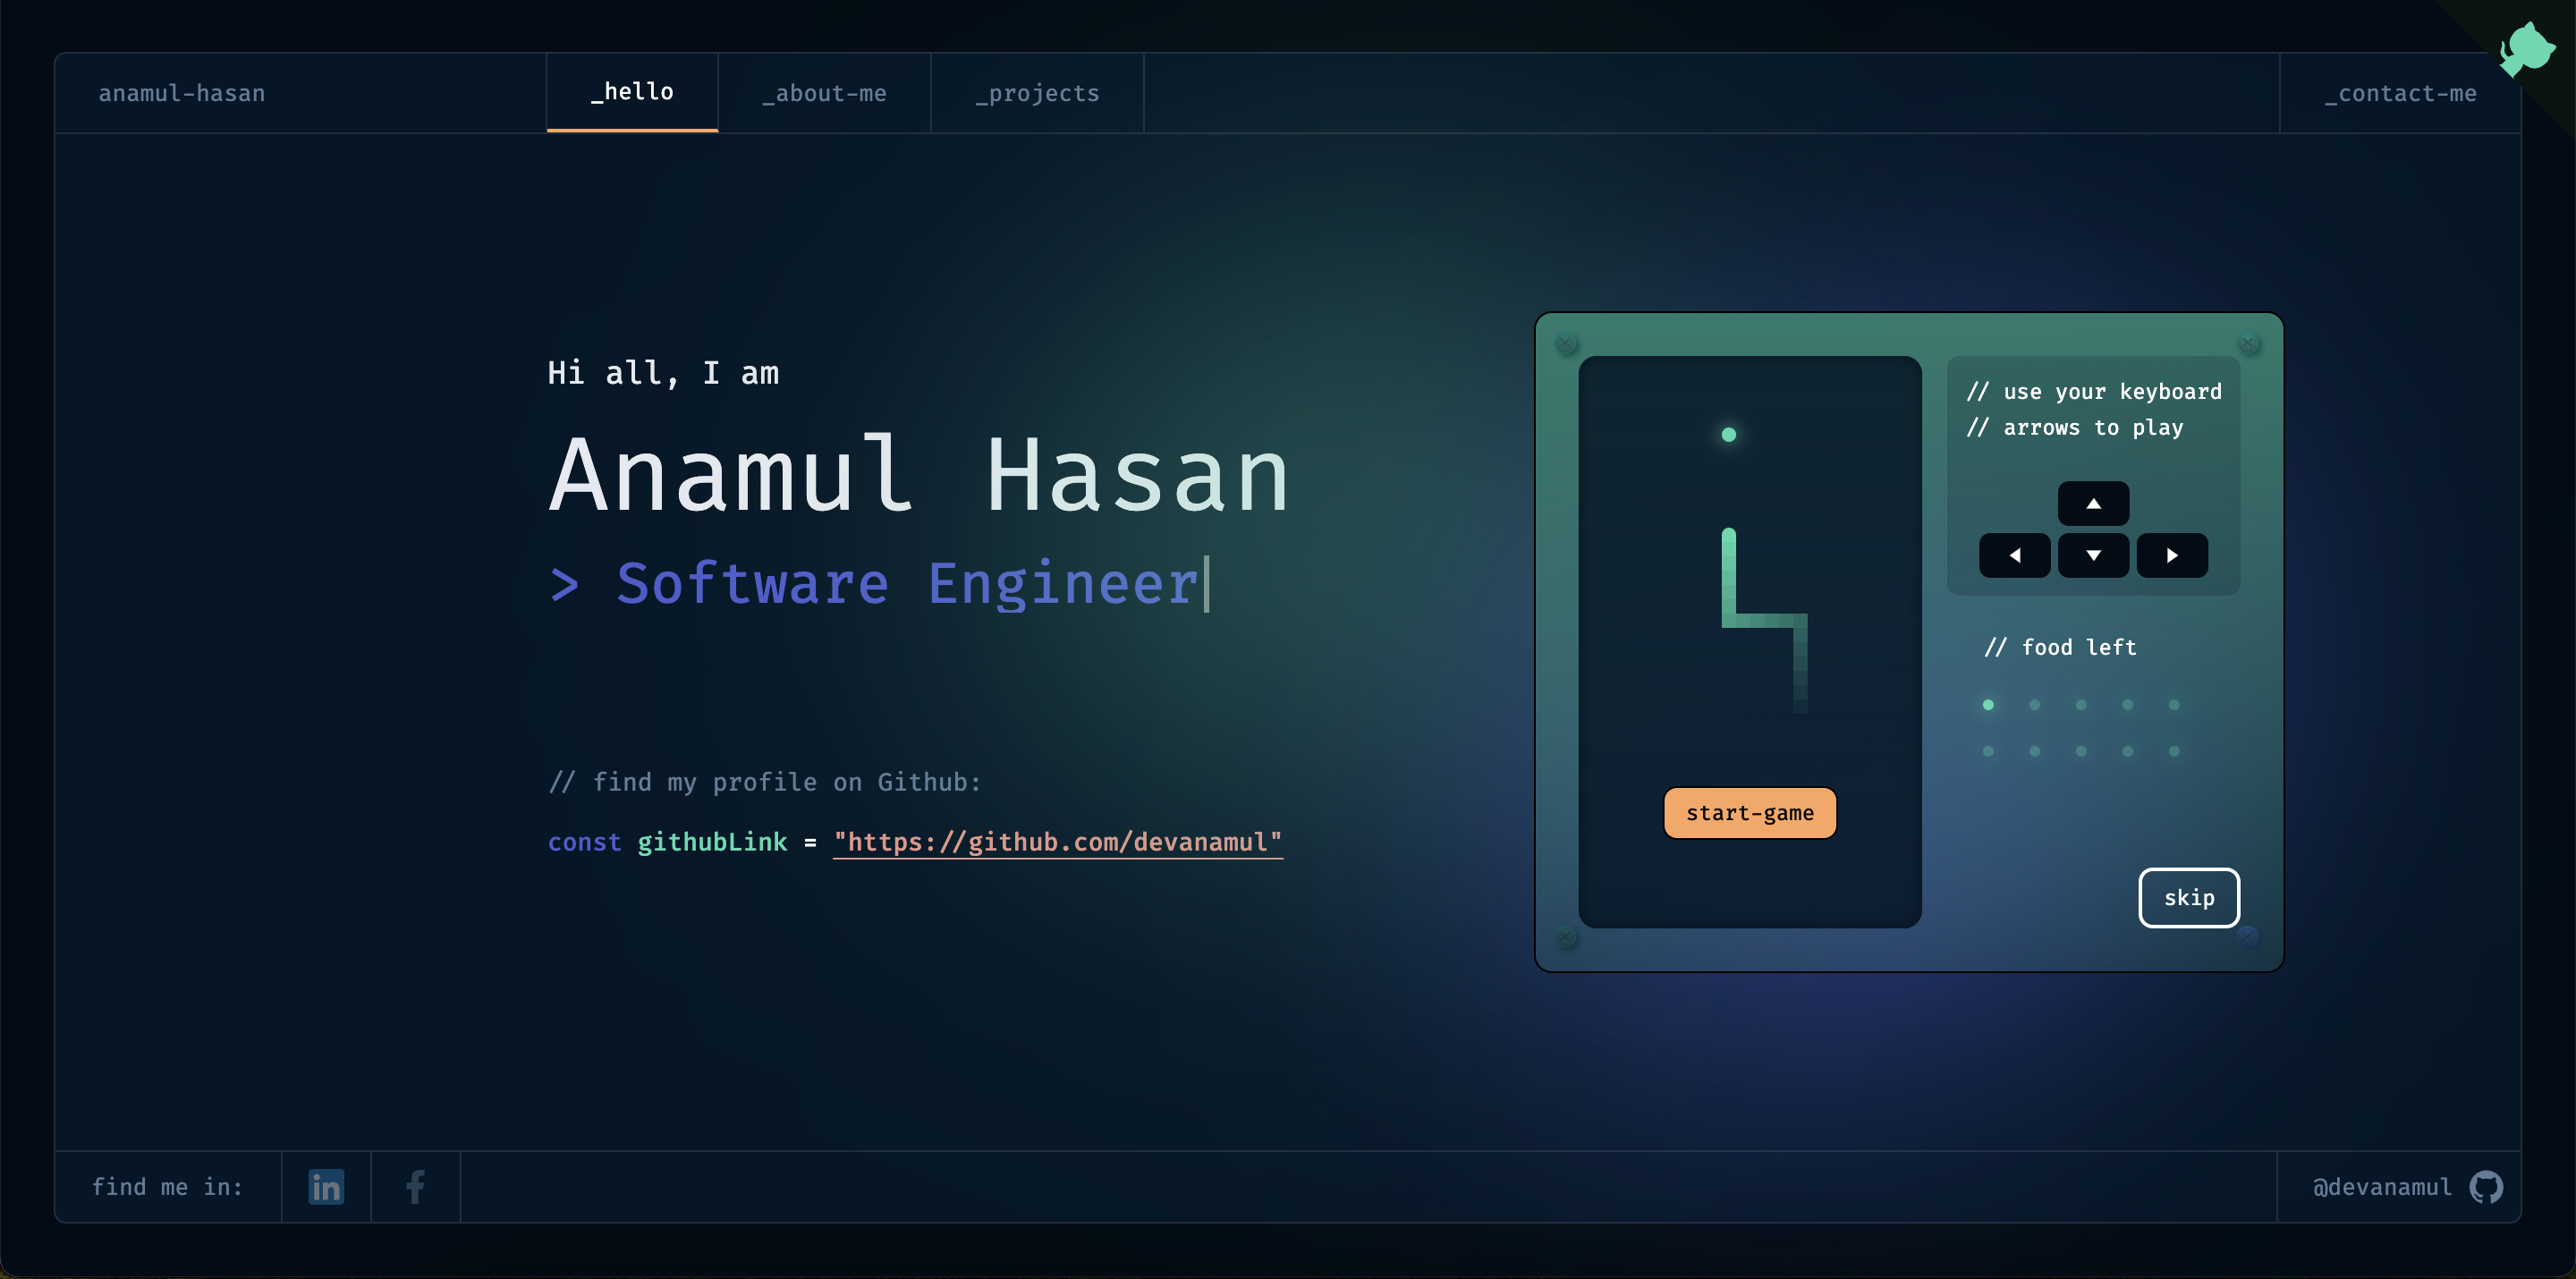 anamul-hasan
_hello
_about-me
_projects
_contact-me
Hi all, I am
Anamul Hasan
> Software Engineer
// find my profile on Github:
const githubLink = "https://github.com/devanamul"
// use your keyboard
// arrows to play
// food left
start-game
skip
find me in:
in
f
@devanamul